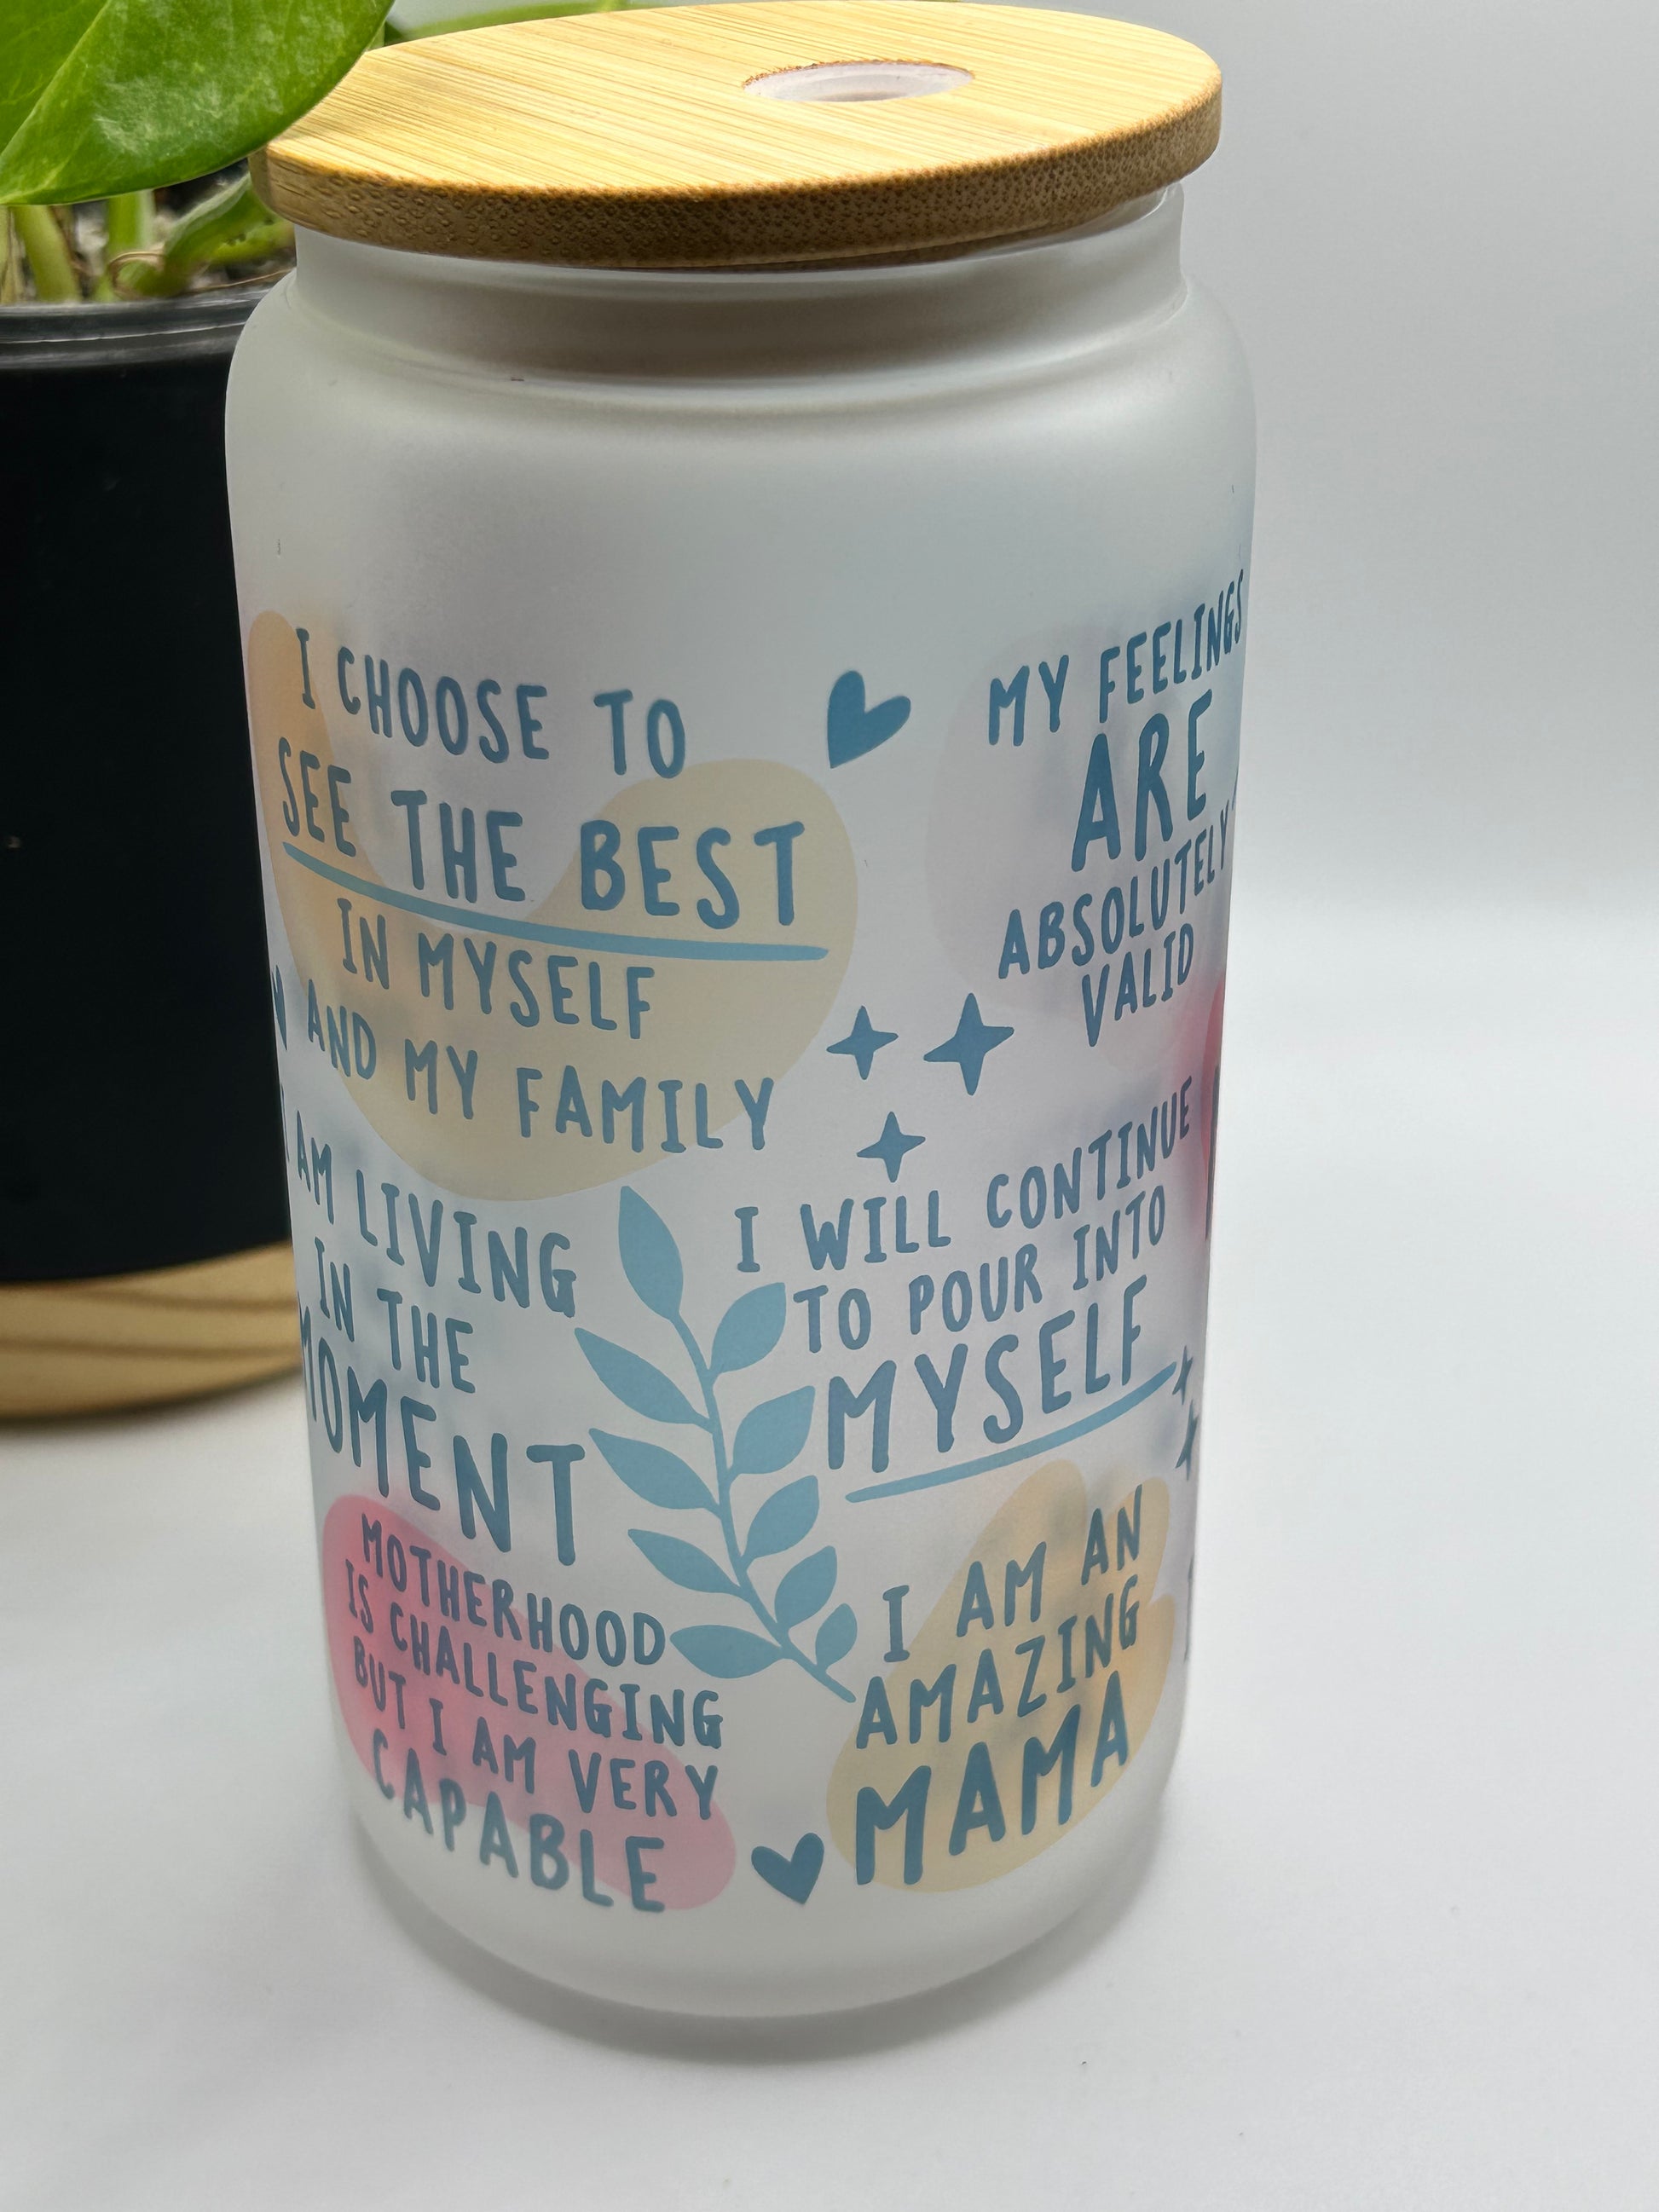 I CHOOSE TO
SEE THE BEST
IN MYSELF
AND MY FAMILY
MY FEELINGS
ARE
ABSOLUTELY
VALID
I AM LIVING
IN THE
MOMENT
I WILL CONTINUE
TO POUR INTO
MYSELF
MOTHERHOOD
IS CHALLENGING
BUT I AM VERY
CAPABLE
I AM AN
AMAZING
MAMA